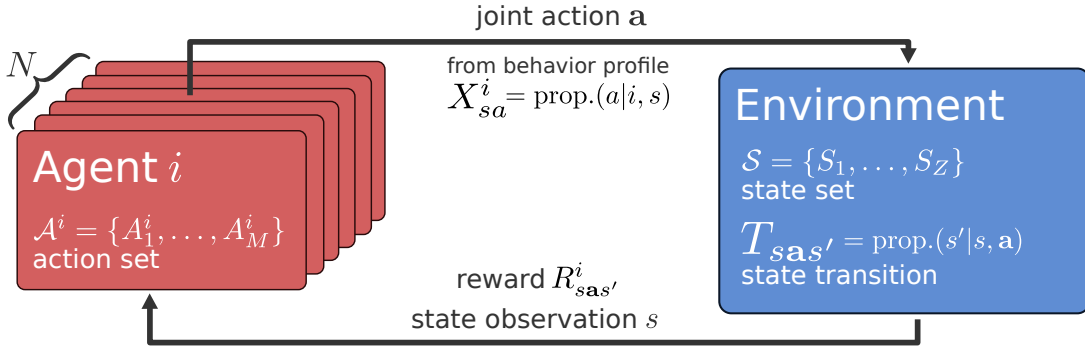 joint action a
N
from behavior profile
X^i_{sa} = prop.(a|i, s)
Agent i
A^i = {A^i_1, . . . , A^i_M}
action set
Environment
S = {S_1, . . . , S_Z}
state set
T_{sas'} = prop.(s'|s, a)
state transition
reward R^i_{sas'}
state observation s